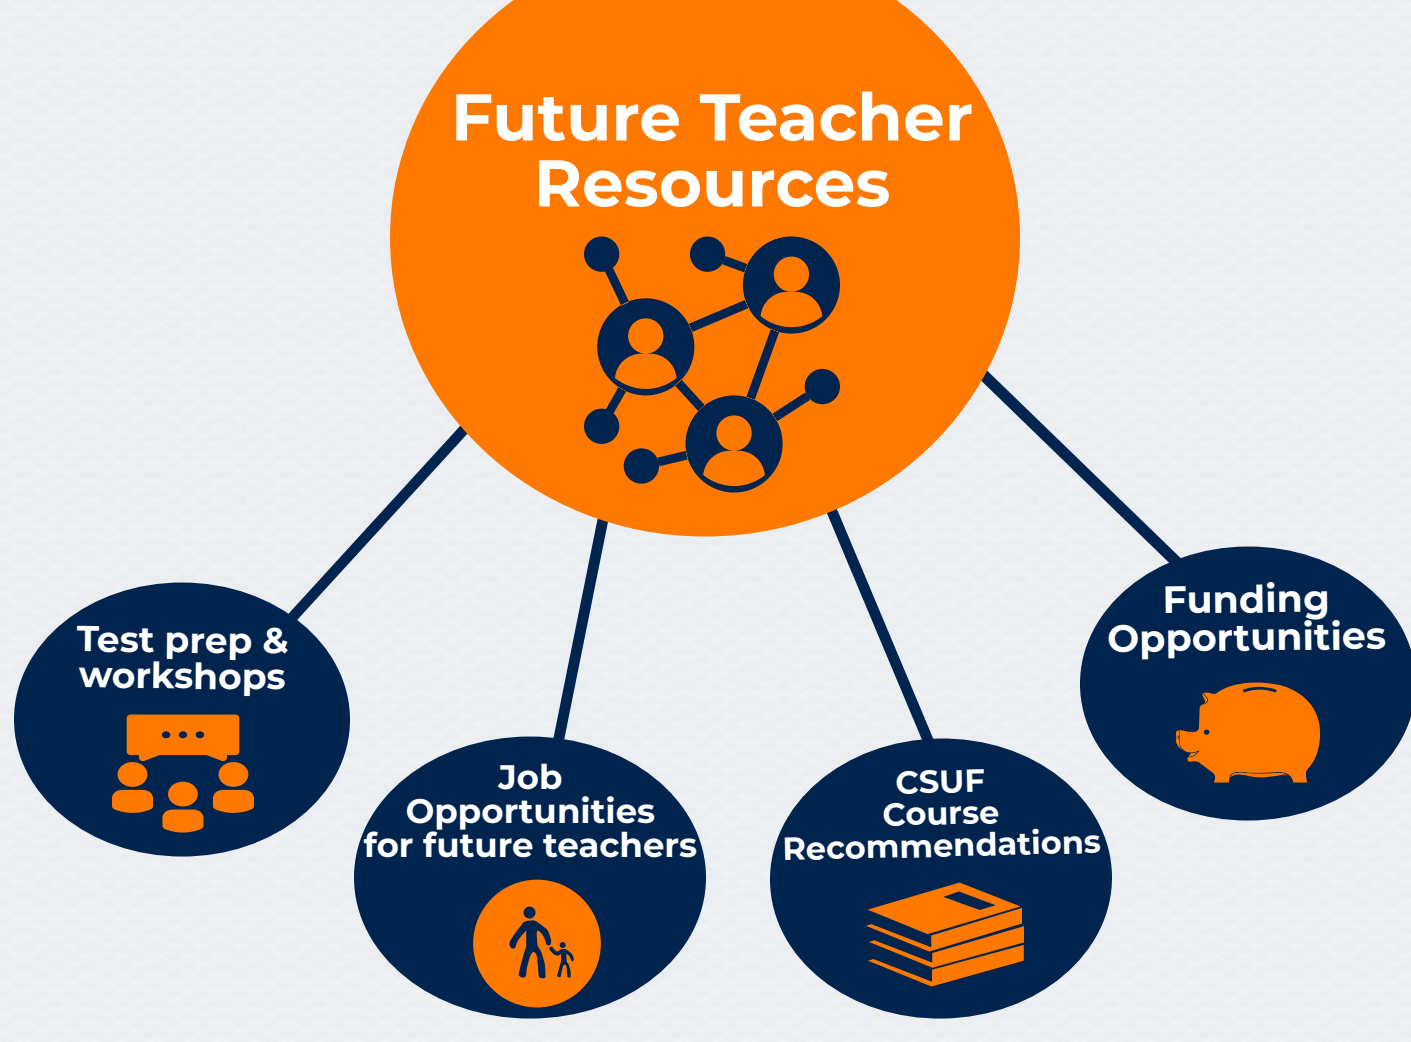 Future Teacher
Resources
Test prep &
workshops
Job
Opportunities
for future teachers
CSUF
Course
Recommendations
Funding
Opportunities